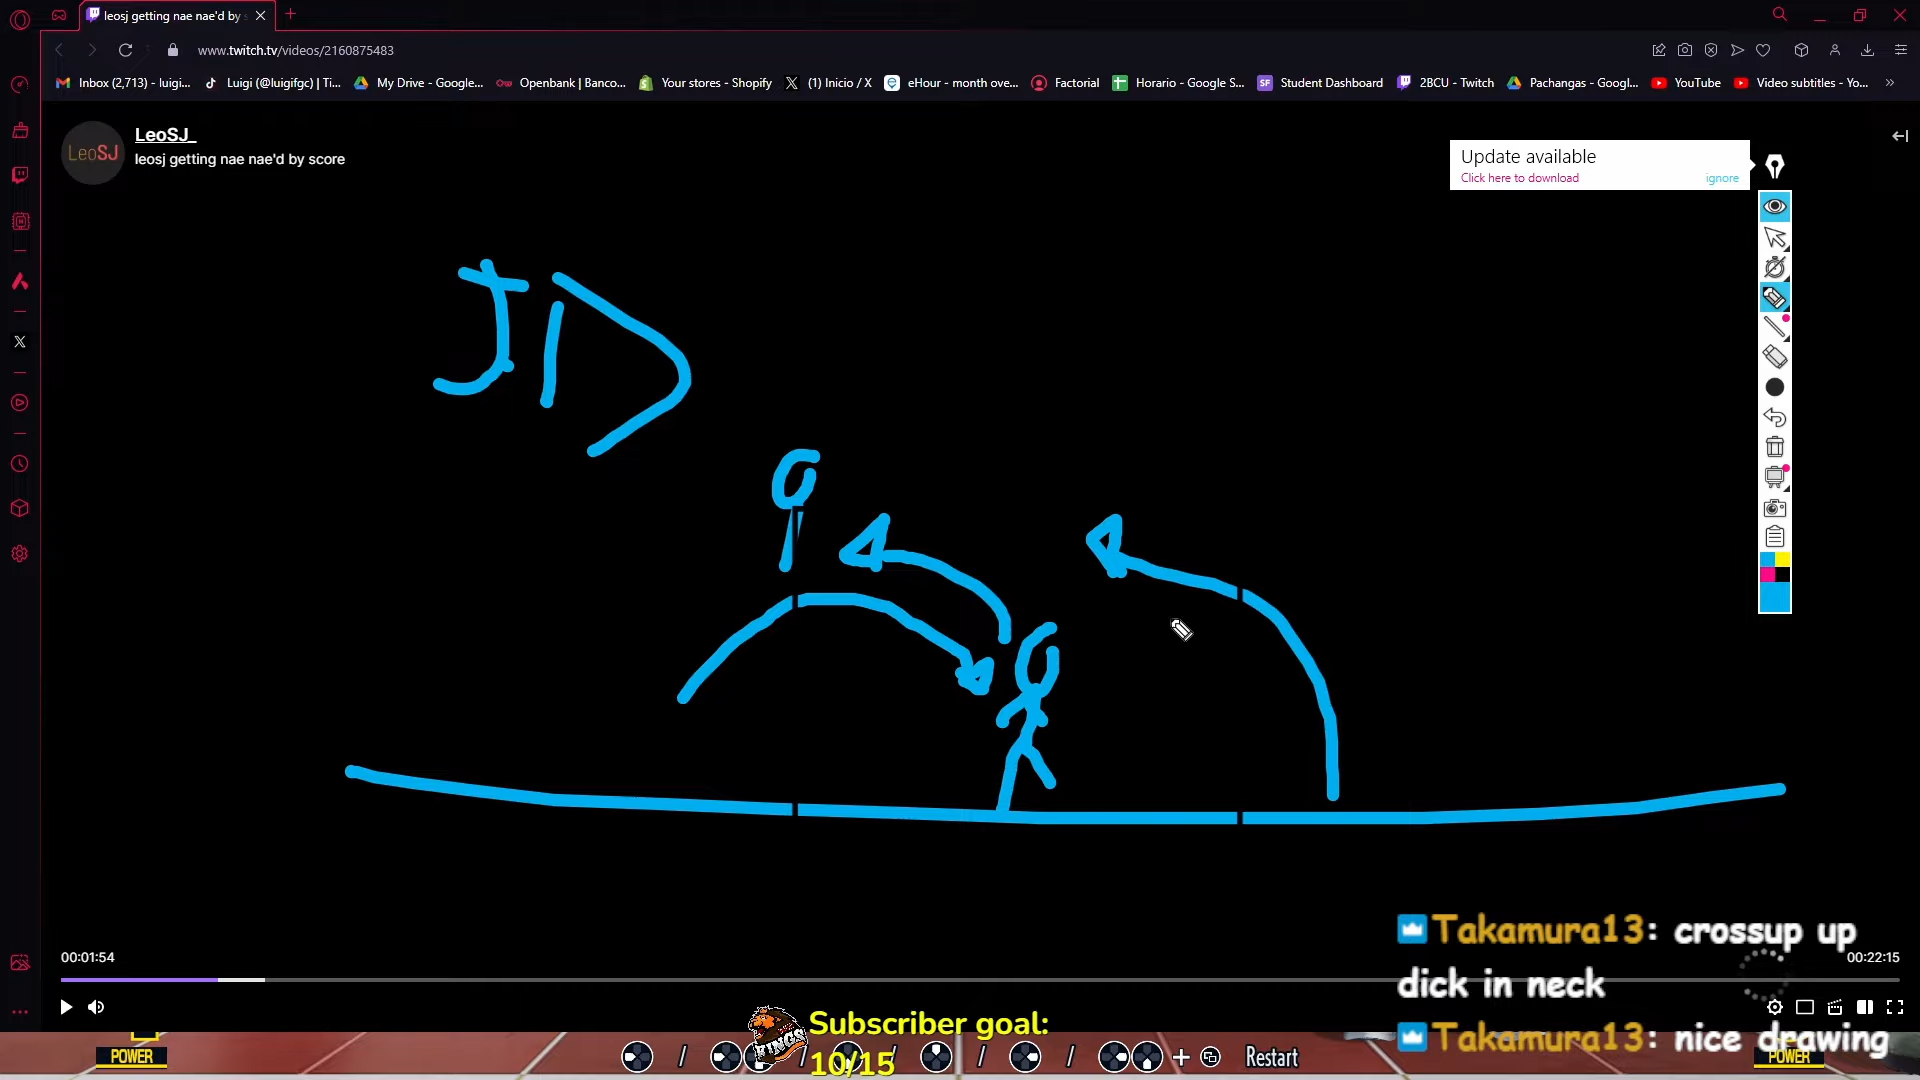 leosj getting nae nae'd by s
www.twitch.tv/videos/2160875483
Inbox (2,713) - luigi...
Luigi (@luigifgc) | Ti...
My Drive - Google...
Openbank | Banco...
Your stores - Shopify
(1) Inicio / X
eHour - month ove...
Factorial
Horario - Google S...
SF
Student Dashboard
2BCU - Twitch
Pachangas - Googl...
YouTube
Video subtitles - Yo...
LeoSJ
LeoSJ_
leosj getting nae nae'd by score
Update available
Click here to download
ignore
JD
Takamura13: crossup up
dick in neck
Takamura13: nice drawing
00:01:54
00:22:15
KINGS
Subscriber goal:
10/15
POWER
/ / / / / + Restart
POWER